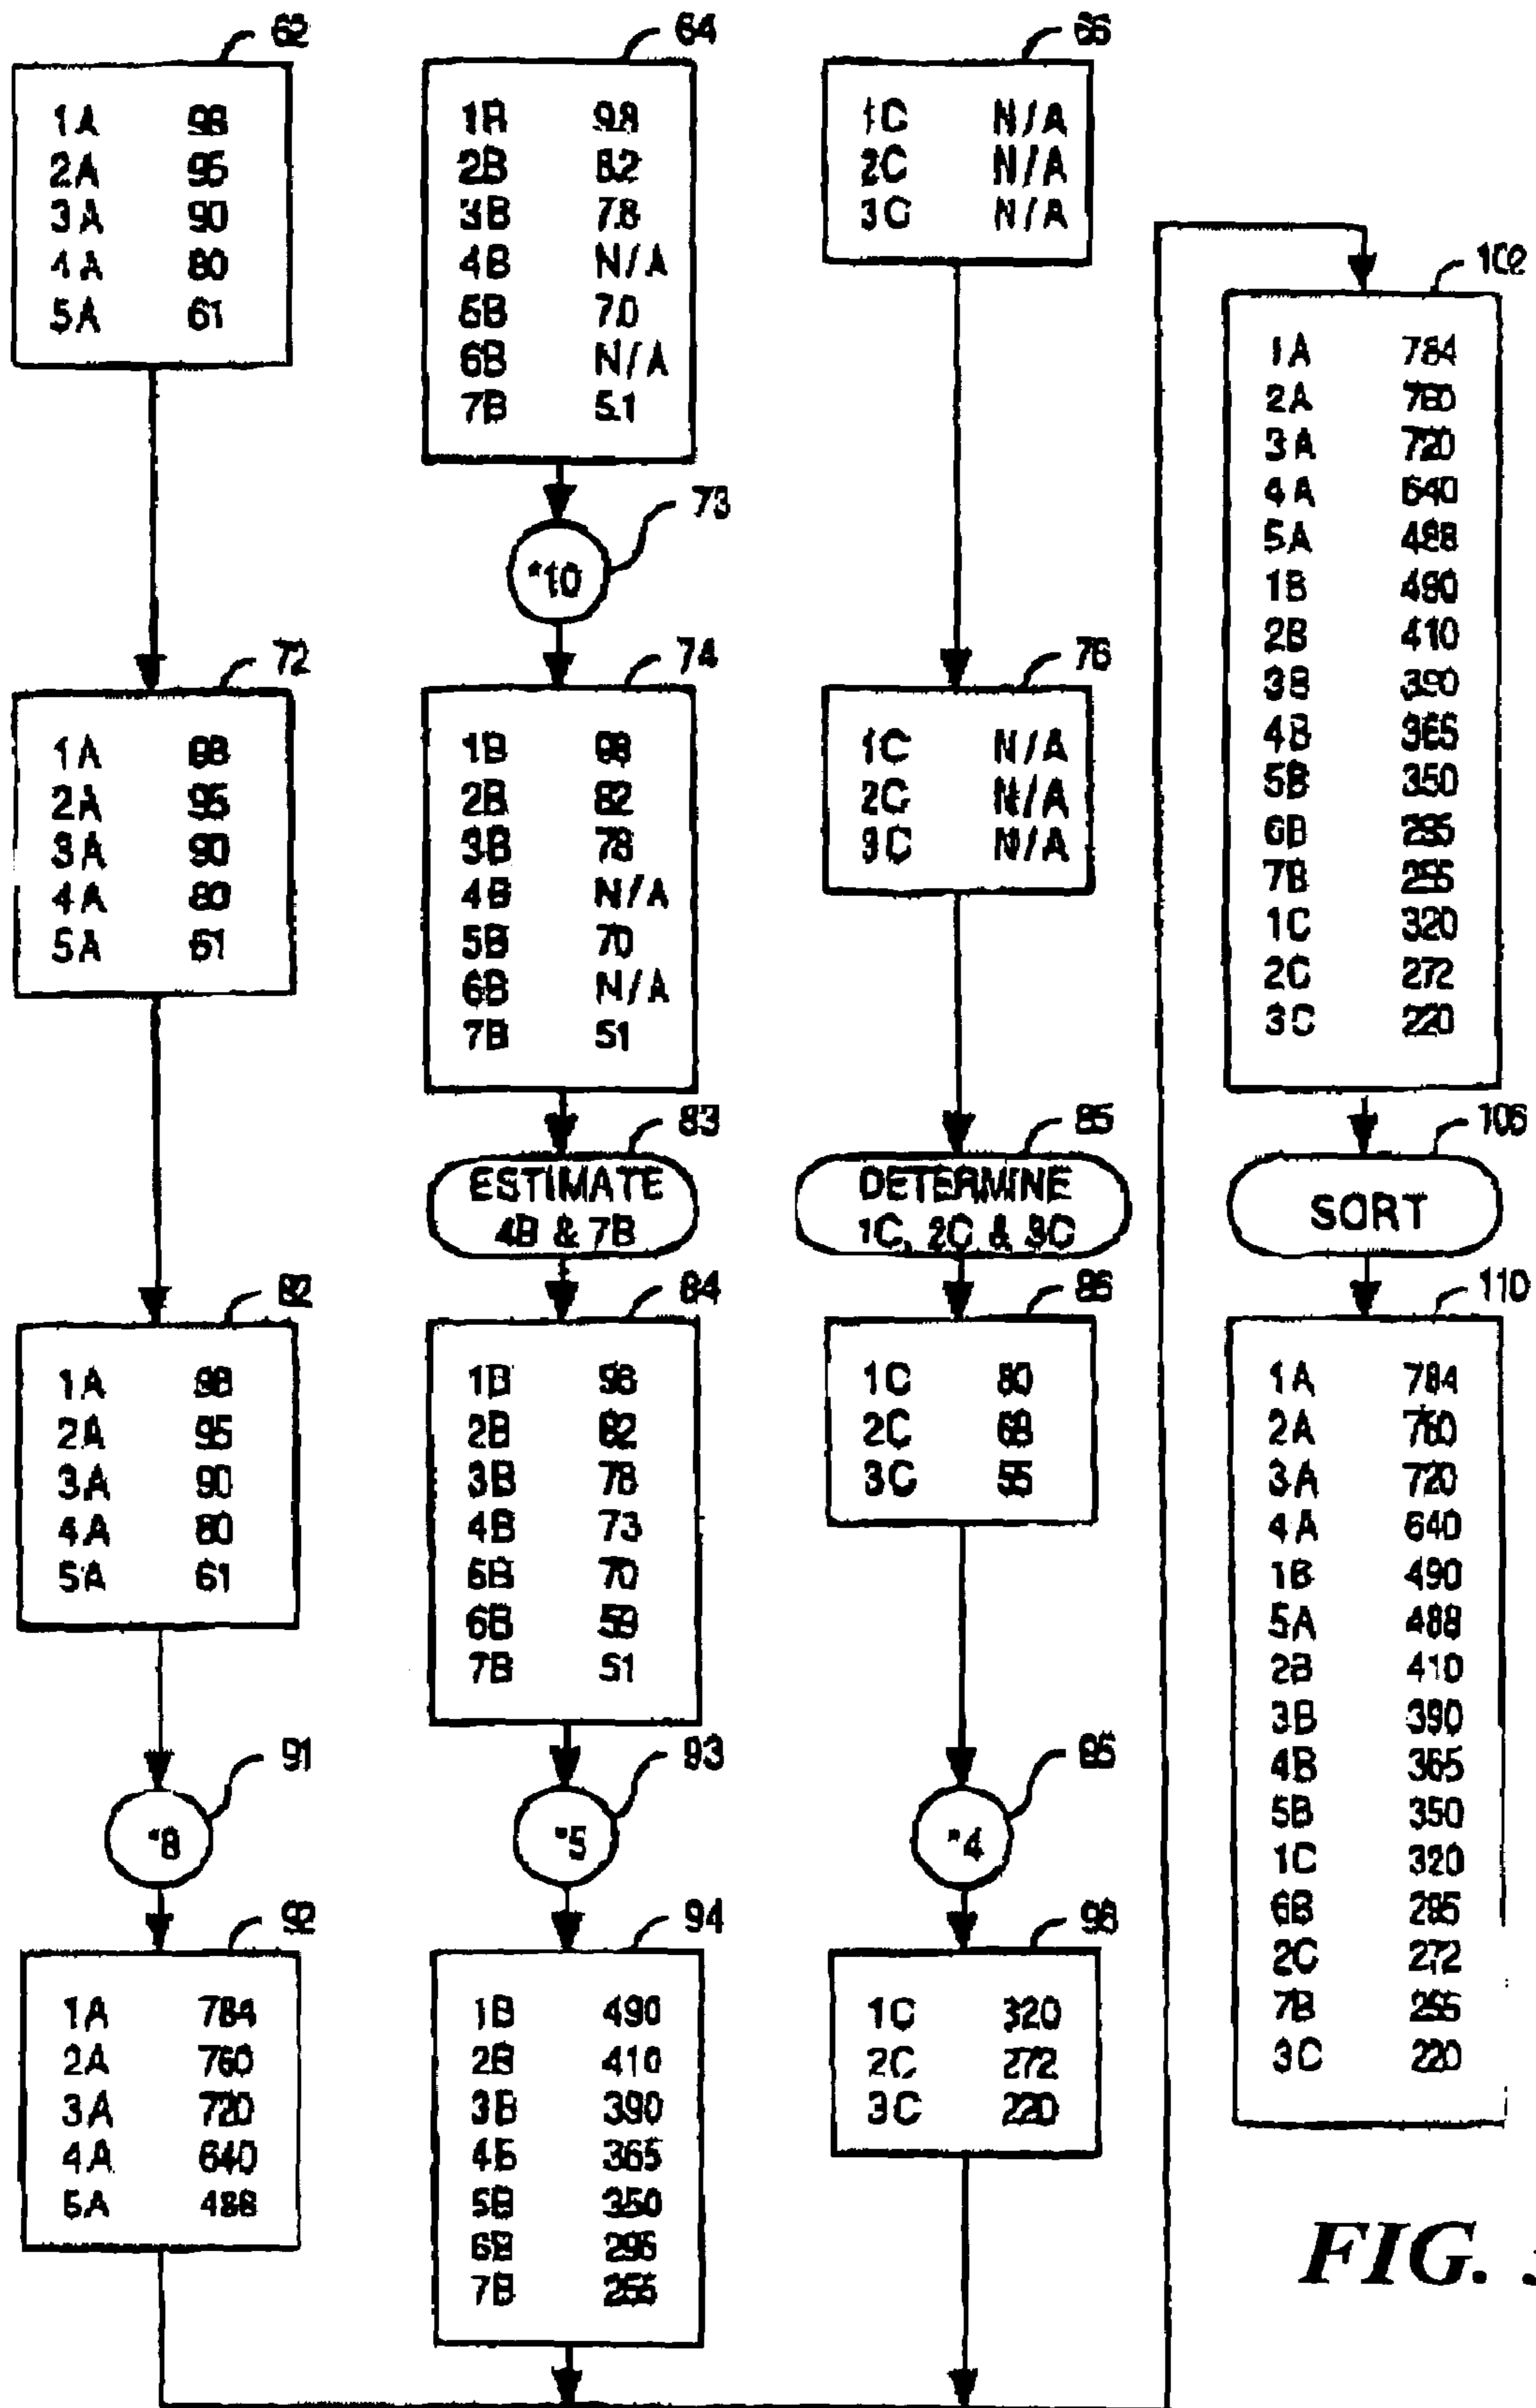 62
1A 98
2A 95
3A 90
4A 80
5A 61
72
1A 98
2A 95
3A 90
4A 80
5A 61
82
1A 98
2A 95
3A 90
4A 80
5A 61
91
*8
92
1A 784
2A 760
3A 720
4A 640
5A 488
64
1B 9.8
2B 8.2
3B 7.8
4B N/A
5B 7.0
6B N/A
7B 5.1
73
*10
74
1B 98
2B 82
3B 78
4B N/A
5B 70
6B N/A
7B 51
83
ESTIMATE
4B & 7B
84
1B 98
2B 82
3B 78
4B 73
5B 70
6B 59
7B 51
93
*5
94
1B 490
2B 410
3B 390
4B 365
5B 350
6B 295
7B 255
66
1C N/A
2C N/A
3C N/A
76
1C N/A
2C N/A
3C N/A
85
DETERMINE
1C, 2C & 3C
86
1C 80
2C 68
3C 55
*4
96
1C 320
2C 272
3C 220
102
1A 784
2A 760
3A 720
4A 640
5A 488
1B 490
2B 410
3B 390
4B 365
5B 350
6B 295
7B 255
1C 320
2C 272
3C 220
SORT
110
1A 784
2A 760
3A 720
4A 640
1B 490
5A 488
2B 410
3B 390
4B 365
5B 350
1C 320
6B 295
2C 272
7B 255
3C 220
FIG.